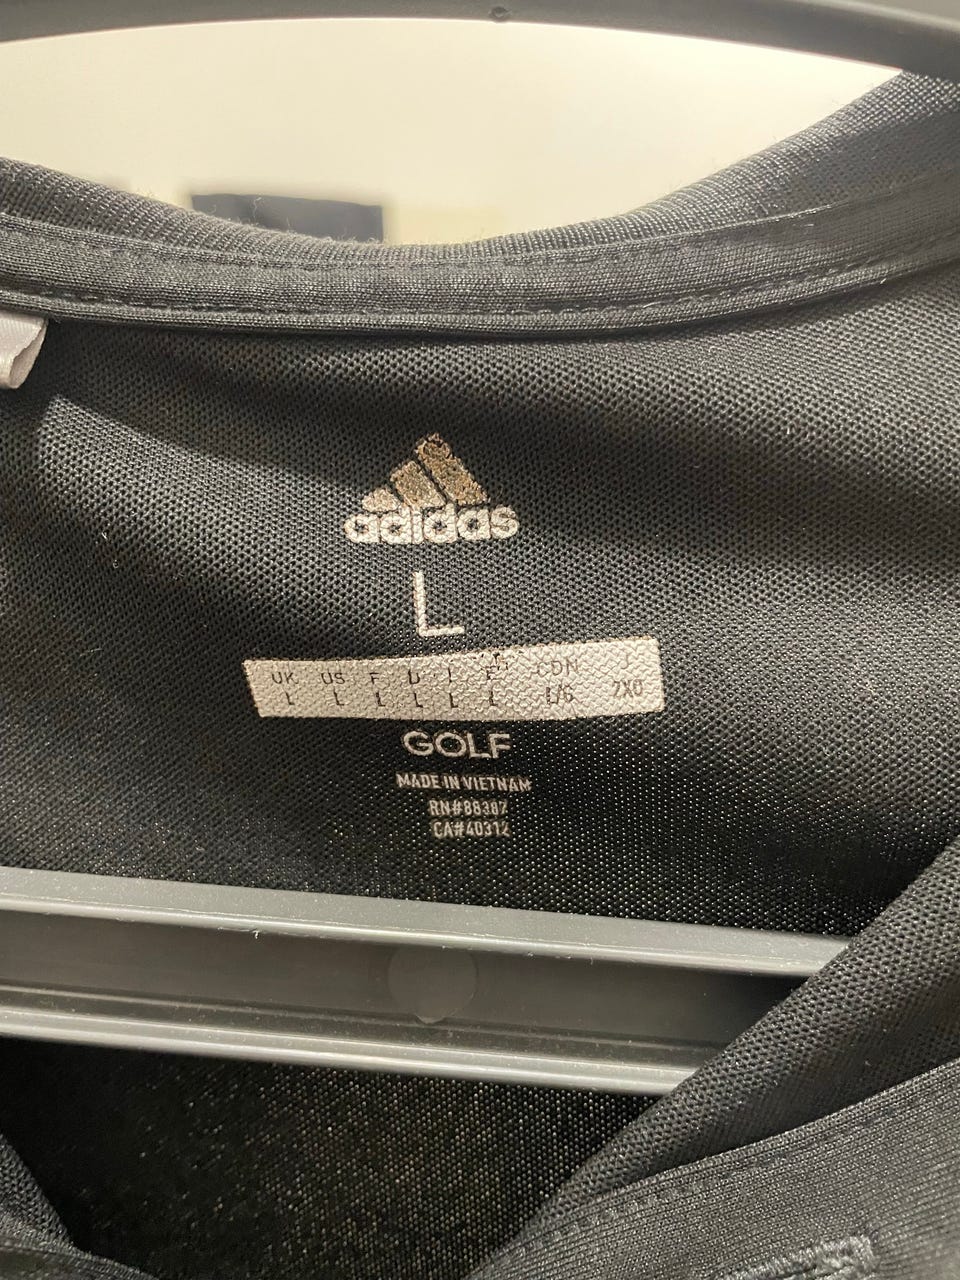 adidas
L
UK US F D I E CDN J
L L L L L L L/G 2XO
GOLF
MADE IN VIETNAM
RN#88387
CA#40312